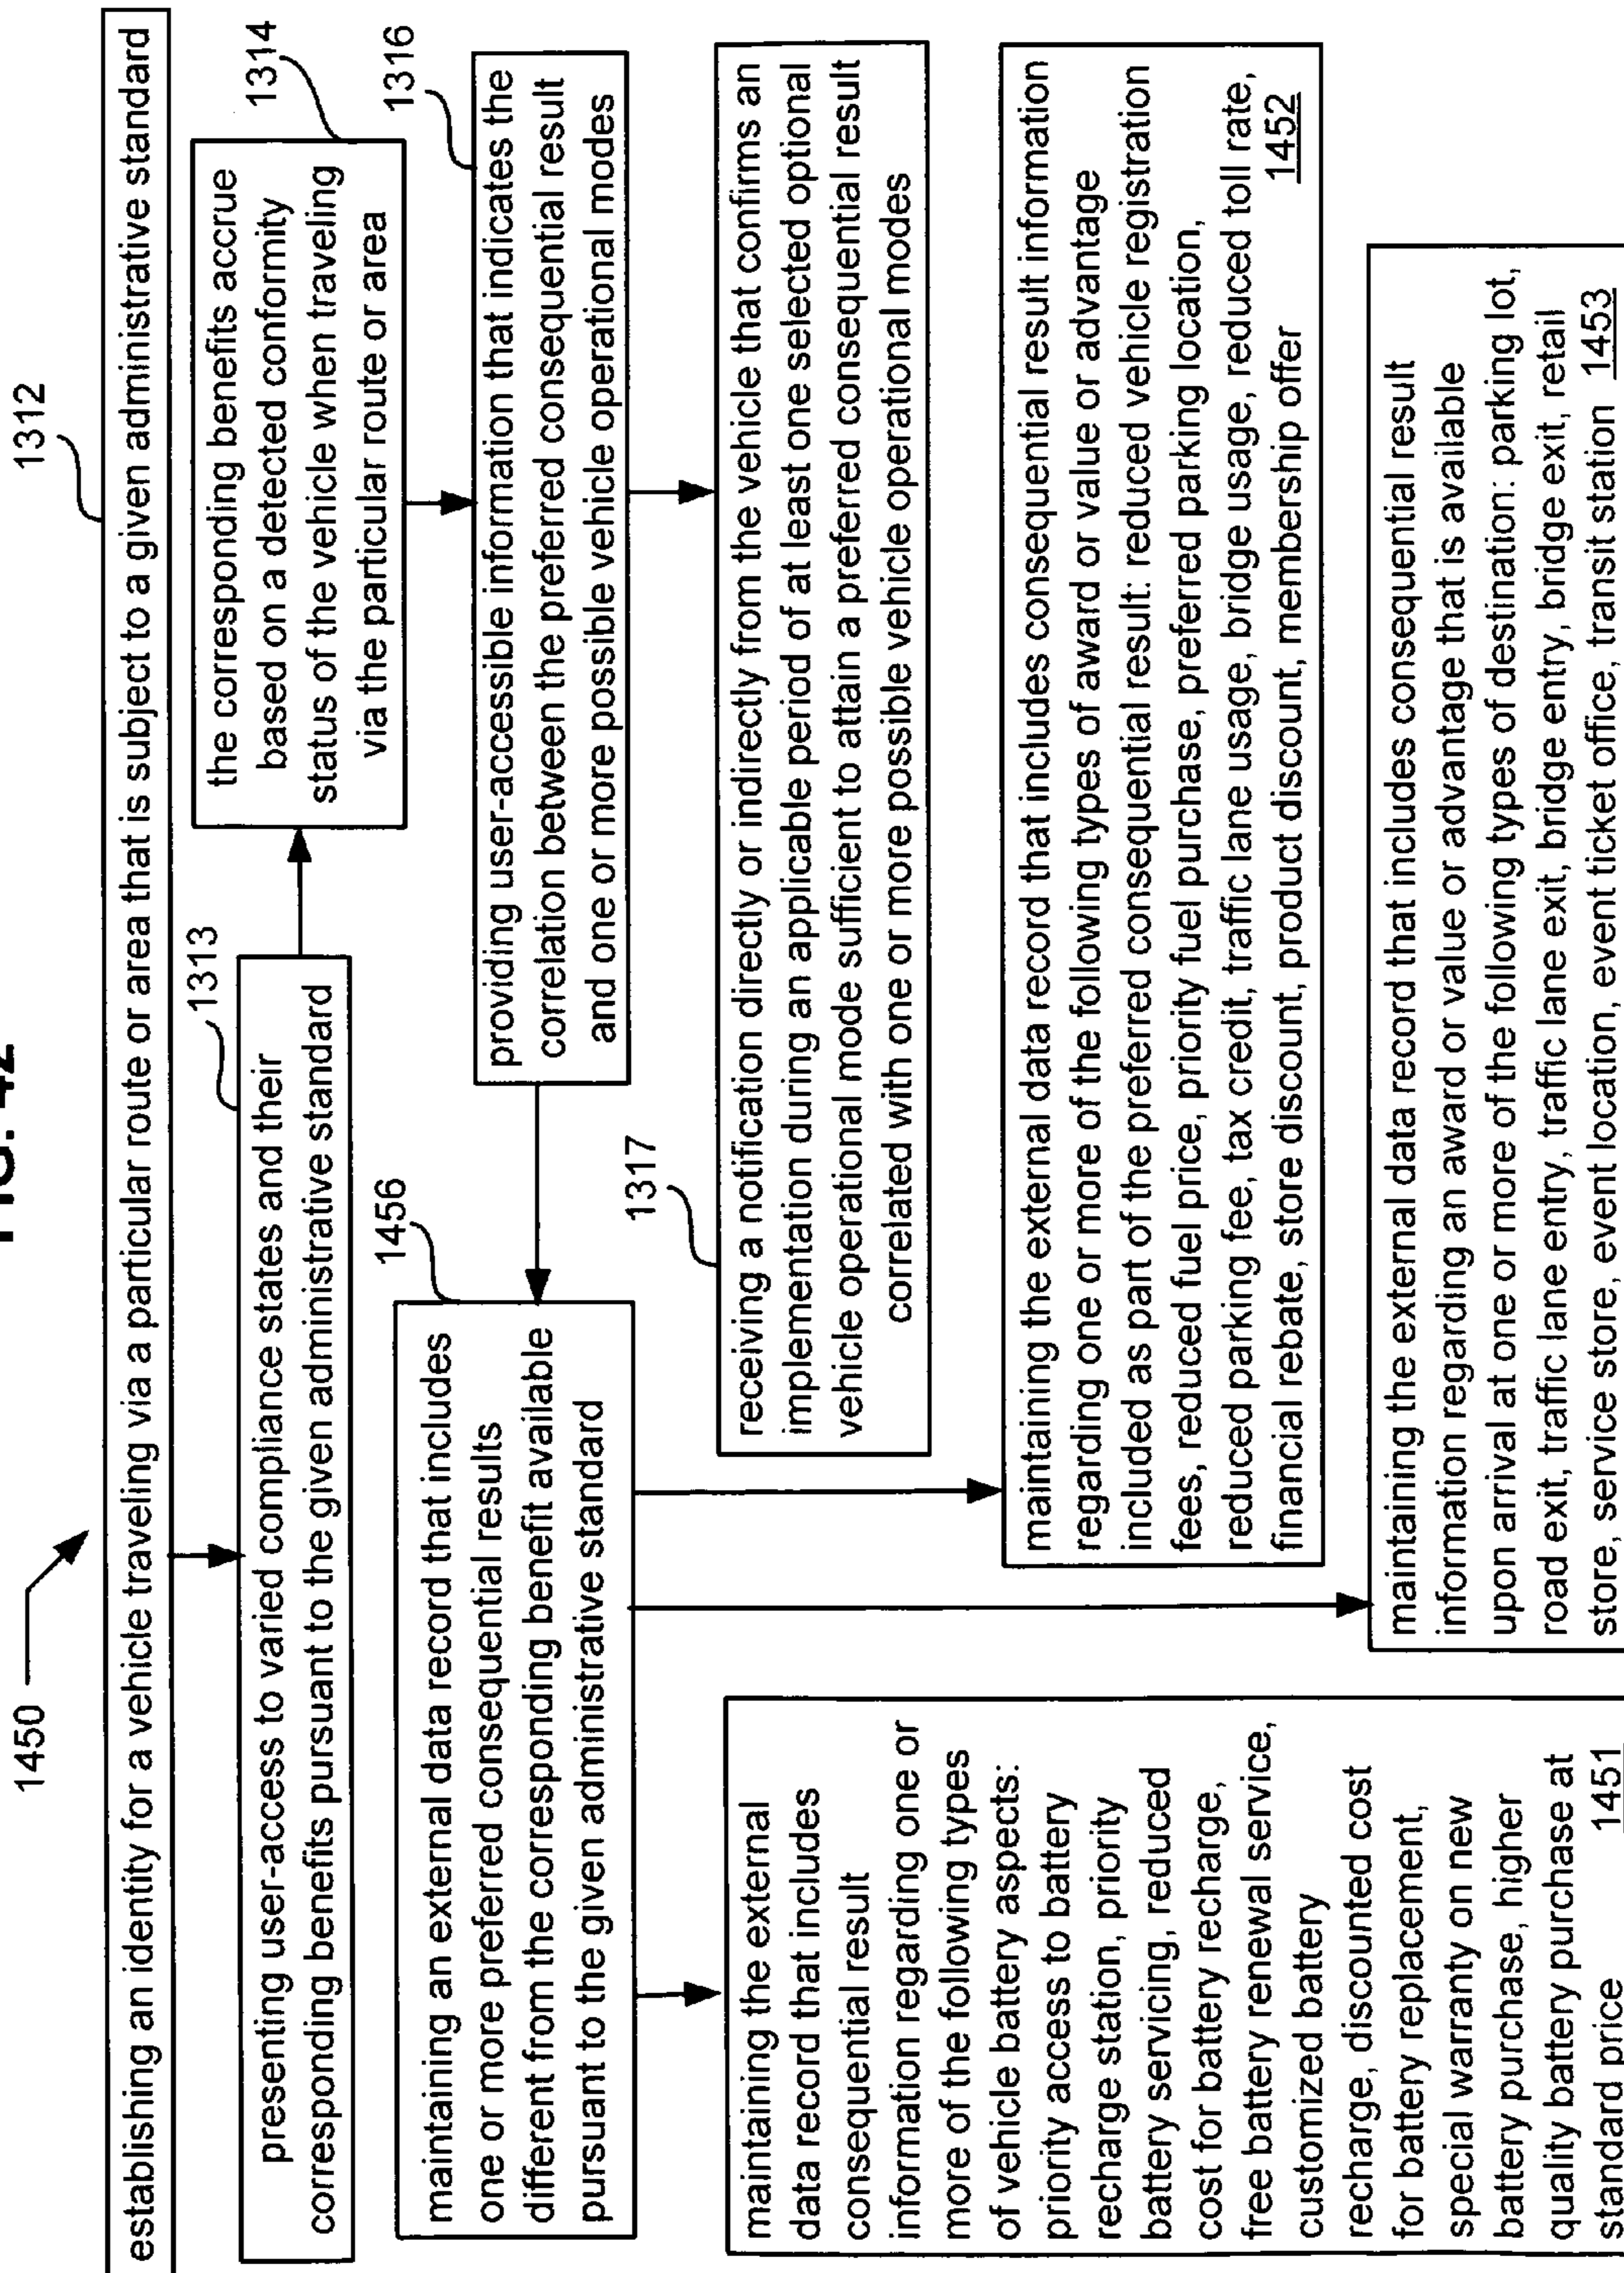 FIG. 42
1450
1312
establishing an identity for a vehicle traveling via a particular route or area that is subject to a given administrative standard
1313
presenting user-access to varied compliance states and their
corresponding benefits pursuant to the given administrative standard
1314
the corresponding benefits accrue
based on a detected conformity
status of the vehicle when traveling
via the particular route or area
1316
providing user-accessible information that indicates the
correlation between the preferred consequential result
and one or more possible vehicle operational modes
1456
maintaining an external data record that includes
one or more preferred consequential results
different from the corresponding benefit available
pursuant to the given administrative standard
1317
receiving a notification directly or indirectly from the vehicle that confirms an
implementation during an applicable period of at least one selected optional
vehicle operational mode sufficient to attain a preferred consequential result
correlated with one or more possible vehicle operational modes
maintaining the external
data record that includes
consequential result
information regarding one or
more of the following types
of vehicle battery aspects:
priority access to battery
recharge station, priority
battery servicing, reduced
cost for battery recharge,
free battery renewal service,
customized battery
recharge, discounted cost
for battery replacement,
special warranty on new
battery purchase, higher
quality battery purchase at
standard price 1451
maintaining the external data record that includes consequential result information
regarding one or more of the following types of award or value or advantage
included as part of the preferred consequential result: reduced vehicle registration
fees, reduced fuel price, priority fuel purchase, preferred parking location,
reduced parking fee, tax credit, traffic lane usage, bridge usage, reduced toll rate,
financial rebate, store discount, product discount, membership offer 1452
maintaining the external data record that includes consequential result
information regarding an award or value or advantage that is available
upon arrival at one or more of the following types of destination: parking lot,
road exit, traffic lane entry, traffic lane exit, bridge entry, bridge exit, retail
store, service store, event location, event ticket office, transit station 1453